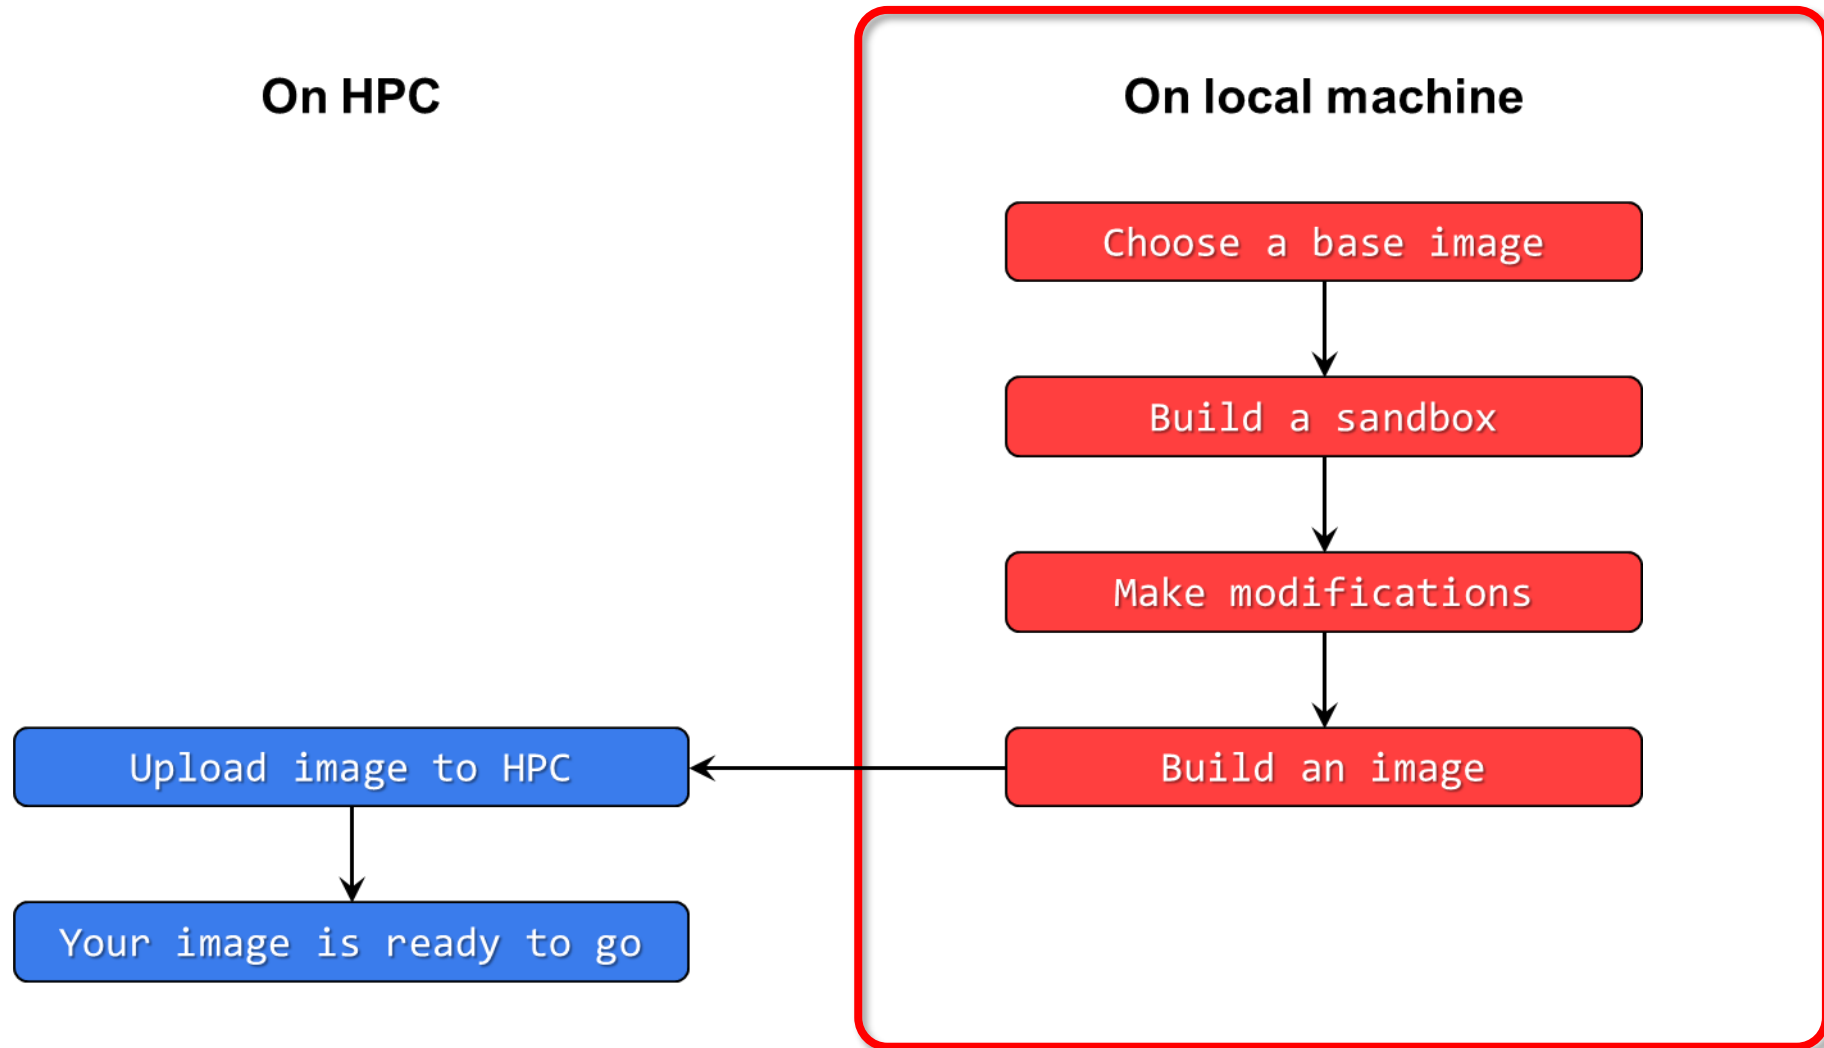 On HPC
On local machine
Choose a base image
Build a sandbox
Make modifications
Build an image
Upload image to HPC
Your image is ready to go